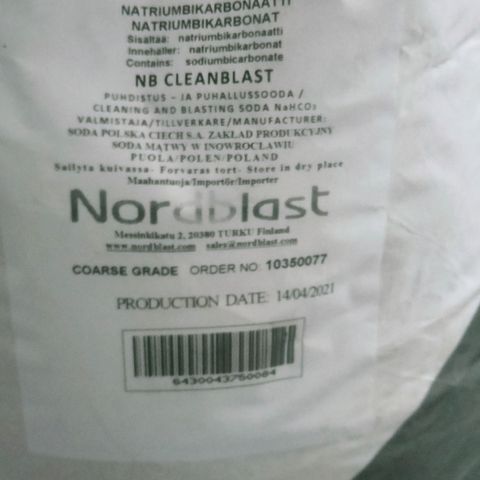 NATRIUMBIKARBONAATTI
NATRIUMBIKARBONAT
Sisältää: natriumbikarbonaatti
Innehåller: natriumbikarbonat
Contains: sodiumbicarbonate
NB CLEANBLAST
PUHDISTUS - JA PUHALLUSSOODA /
CLEANING AND BLASTING SODA NaHCO3
VALMISTAJA/TILLVERKARE/MANUFACTURER:
SODA POLSKA CIECH S.A. ZAKŁAD PRODUKCYJNY
SODA MĄTWY W INOWROCŁAWIU
PUOLA/POLEN/POLAND
Säilytä kuivassa- Förvaras tort- Store in dry place
Maahantuoja/Importör/Importer
Nordblast
Messinkikatu 2, 20380 TURKU Finland
www.nordblast.com sales@nordblast.com
COARSE GRADE ORDER NO: 10350077
PRODUCTION DATE: 14/04/2021
6430043750084